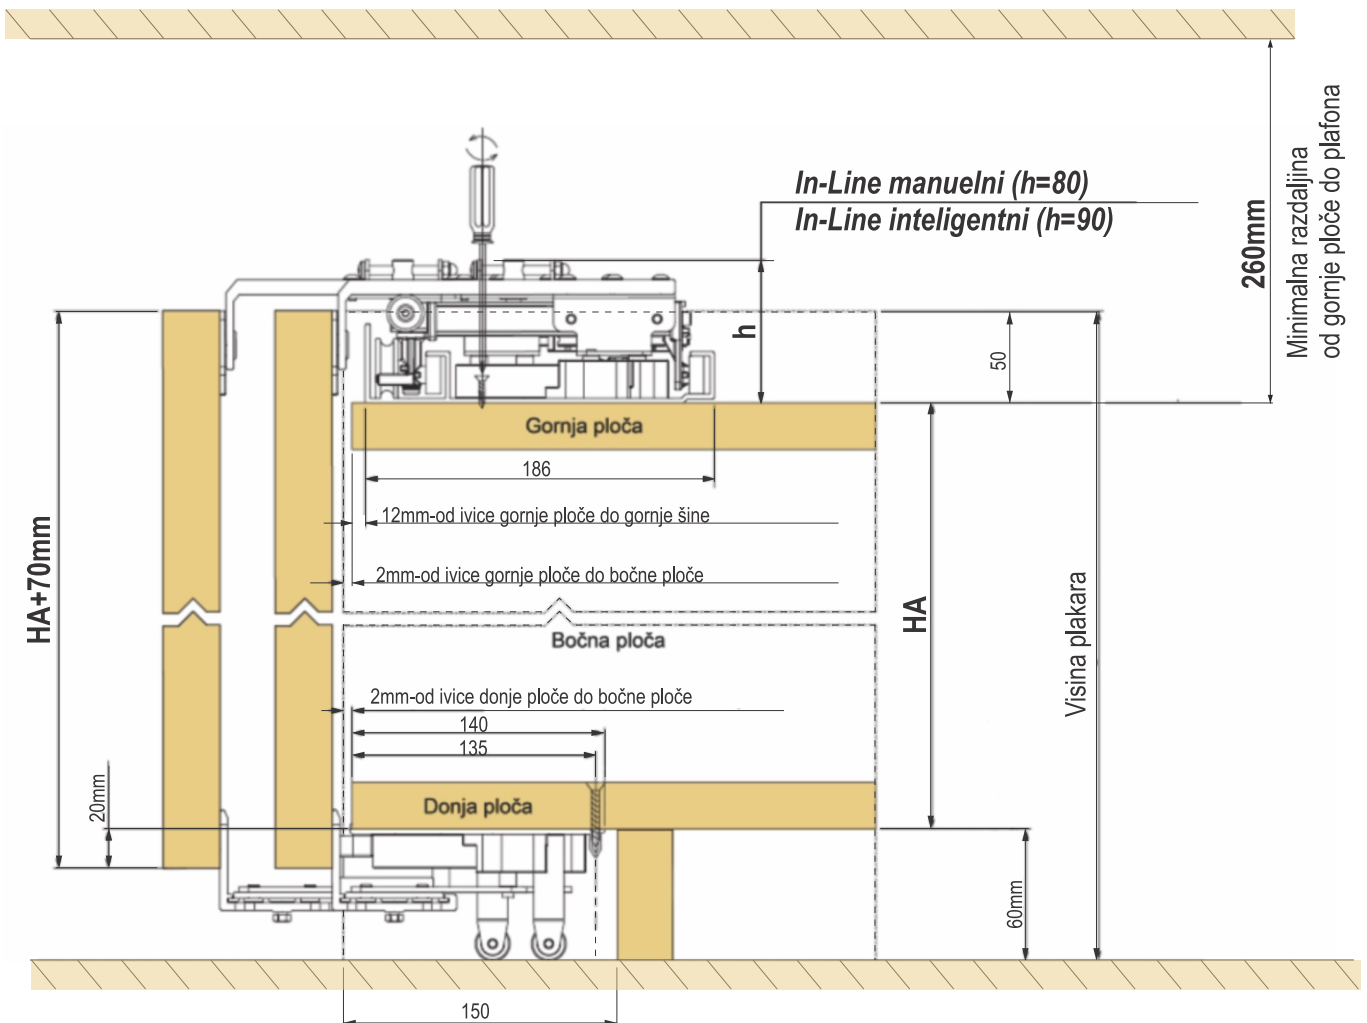 In-Line manuelni (h=80)
In-Line inteligentni (h=90)
260mm
Minimalna razdaljina
od gornje ploče do plafona
h
50
Gornja ploča
186
12mm-od ivice gornje ploče do gornje šine
2mm-od ivice gornje ploče do bočne ploče
HA+70mm
HA
Bočna ploča
Visina plakara
2mm-od ivice donje ploče do bočne ploče
140
135
20mm
Donja ploča
60mm
150